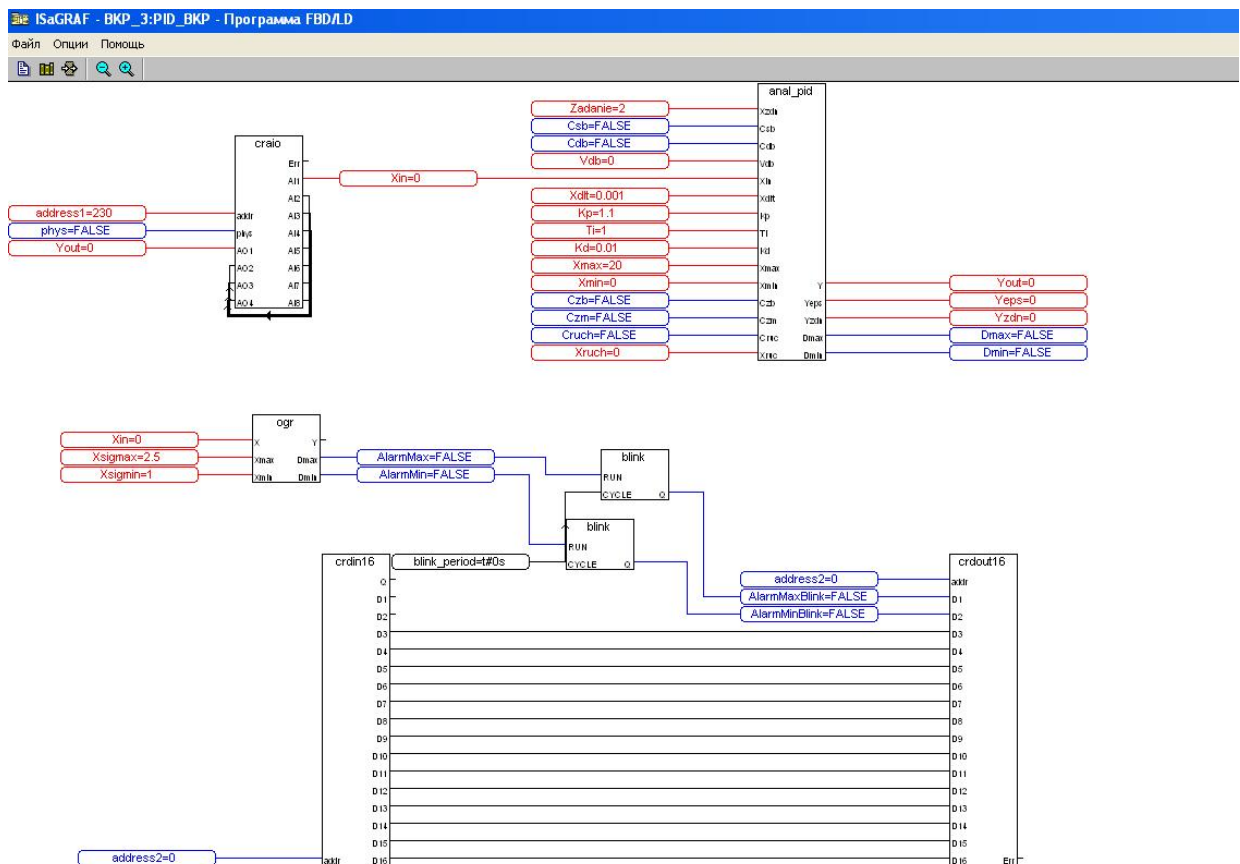 ISaGRAF - BKP_3:PID_BKP - Программа FBD/LD
Файл Опции Помощь
craio
Err
AI1
AI2
addr AI3
phys AI4
AO1 AI5
AO2 AI6
AO3 AI7
AO4 AI8
address1=230
phys=FALSE
Yout=0
Xin=0
anal_pid
Zadanie=2
Csb=FALSE
Cdb=FALSE
Vdb=0
Xdlt=0.001
Kp=1.1
Ti=1
Kd=0.01
Xmax=20
Xmin=0
Czb=FALSE
Czm=FALSE
Cruch=FALSE
Xruch=0
Xzdn
Csb
Cdb
Vdb
Xin
Xdlt
Kp
Ti
Kd
Xmax
Xmin Y
Czb Yeps
Czm Yzdn
Cruc Dmax
Xruc Dmin
Yout=0
Yeps=0
Yzdn=0
Dmax=FALSE
Dmin=FALSE
ogr
Xin=0
Xsigmax=2.5
Xsigmin=1
X Y
Xmax Dmax
Xmin Dmin
AlarmMax=FALSE
AlarmMin=FALSE
blink
RUN
CYCLE Q
blink
RUN
CYCLE Q
blink_period=t#0s
crdin16
Q
D1
D2
D3
D4
D5
D6
D7
D8
D9
D10
D11
D12
D13
D14
D15
addr D16
address2=0
address2=0
AlarmMaxBlink=FALSE
AlarmMinBlink=FALSE
crdout16
addr
D1
D2
D3
D4
D5
D6
D7
D8
D9
D10
D11
D12
D13
D14
D15
D16 Err